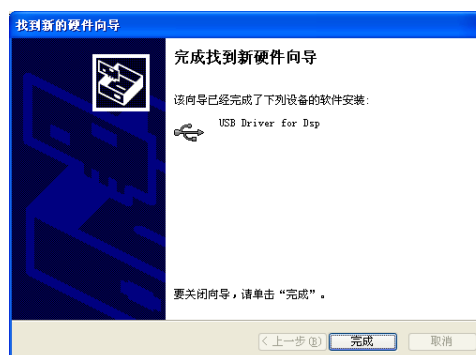 找到新的硬件向导
完成找到新硬件向导
该向导已经完成了下列设备的软件安装:
USB Driver for Dsp
要关闭向导，请单击“完成”。
< 上一步(B) 完成 取消